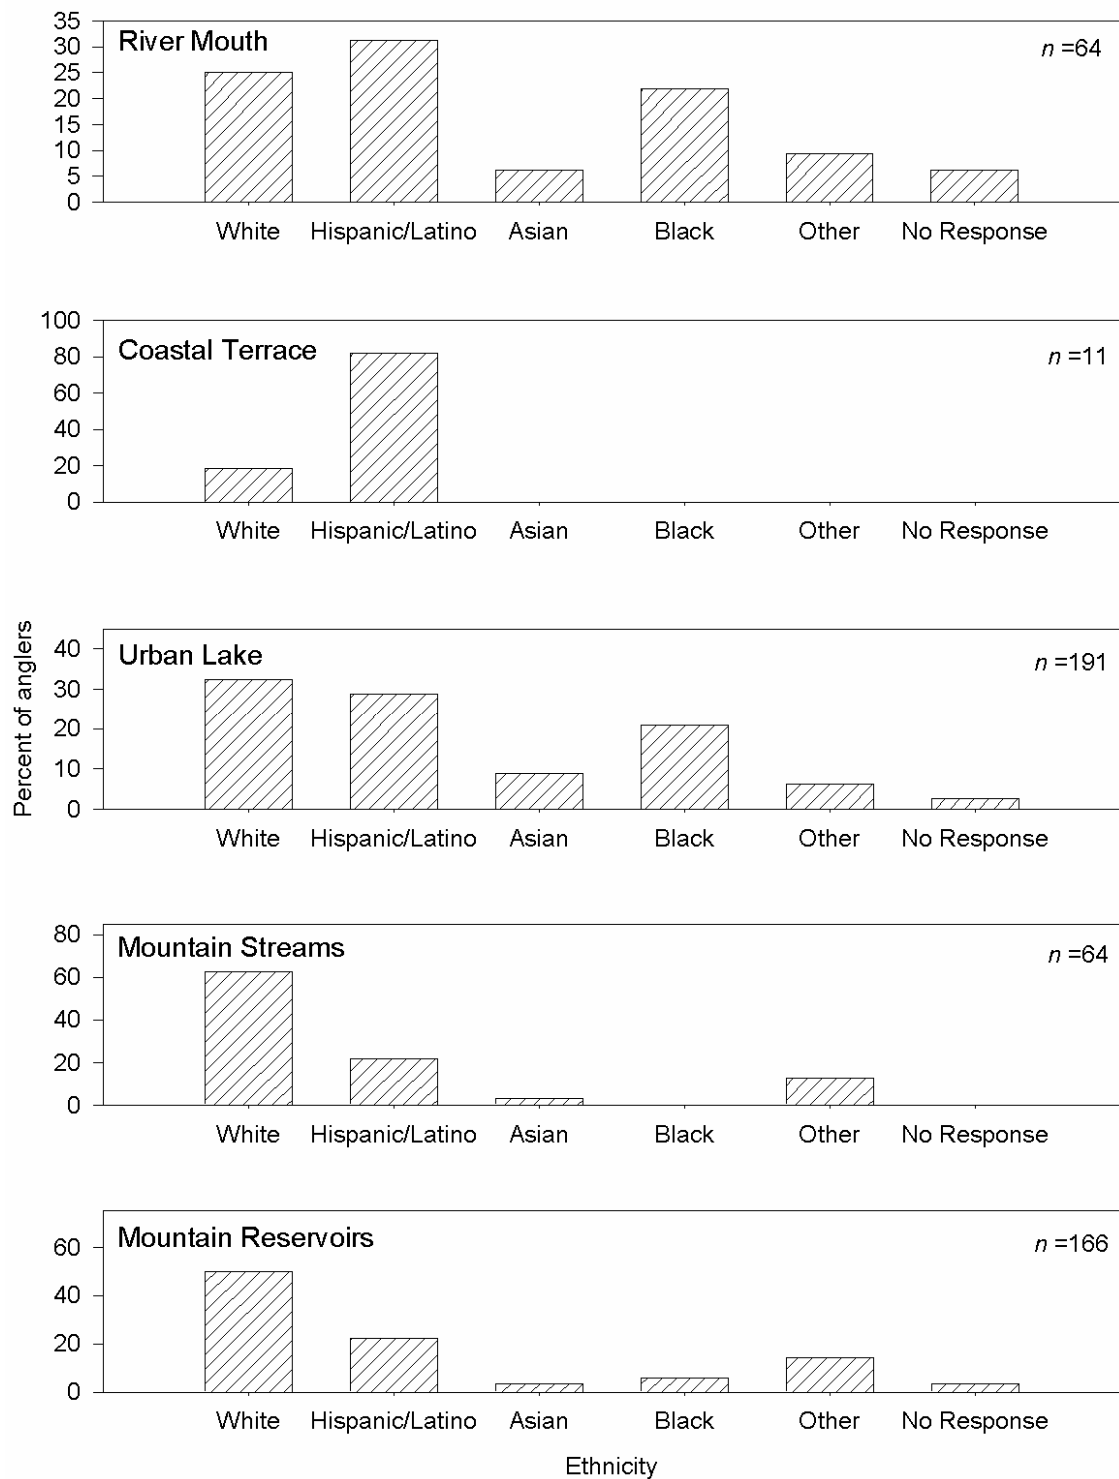 River Mouth
n =64
35
30
25
20
15
10
5
0
White Hispanic/Latino Asian Black Other No Response
Coastal Terrace
n =11
100
80
60
40
20
0
White Hispanic/Latino Asian Black Other No Response
Percent of anglers
Urban Lake
n =191
40
30
20
10
0
White Hispanic/Latino Asian Black Other No Response
Mountain Streams
n =64
80
60
40
20
0
White Hispanic/Latino Asian Black Other No Response
Mountain Reservoirs
n =166
60
40
20
0
White Hispanic/Latino Asian Black Other No Response
Ethnicity